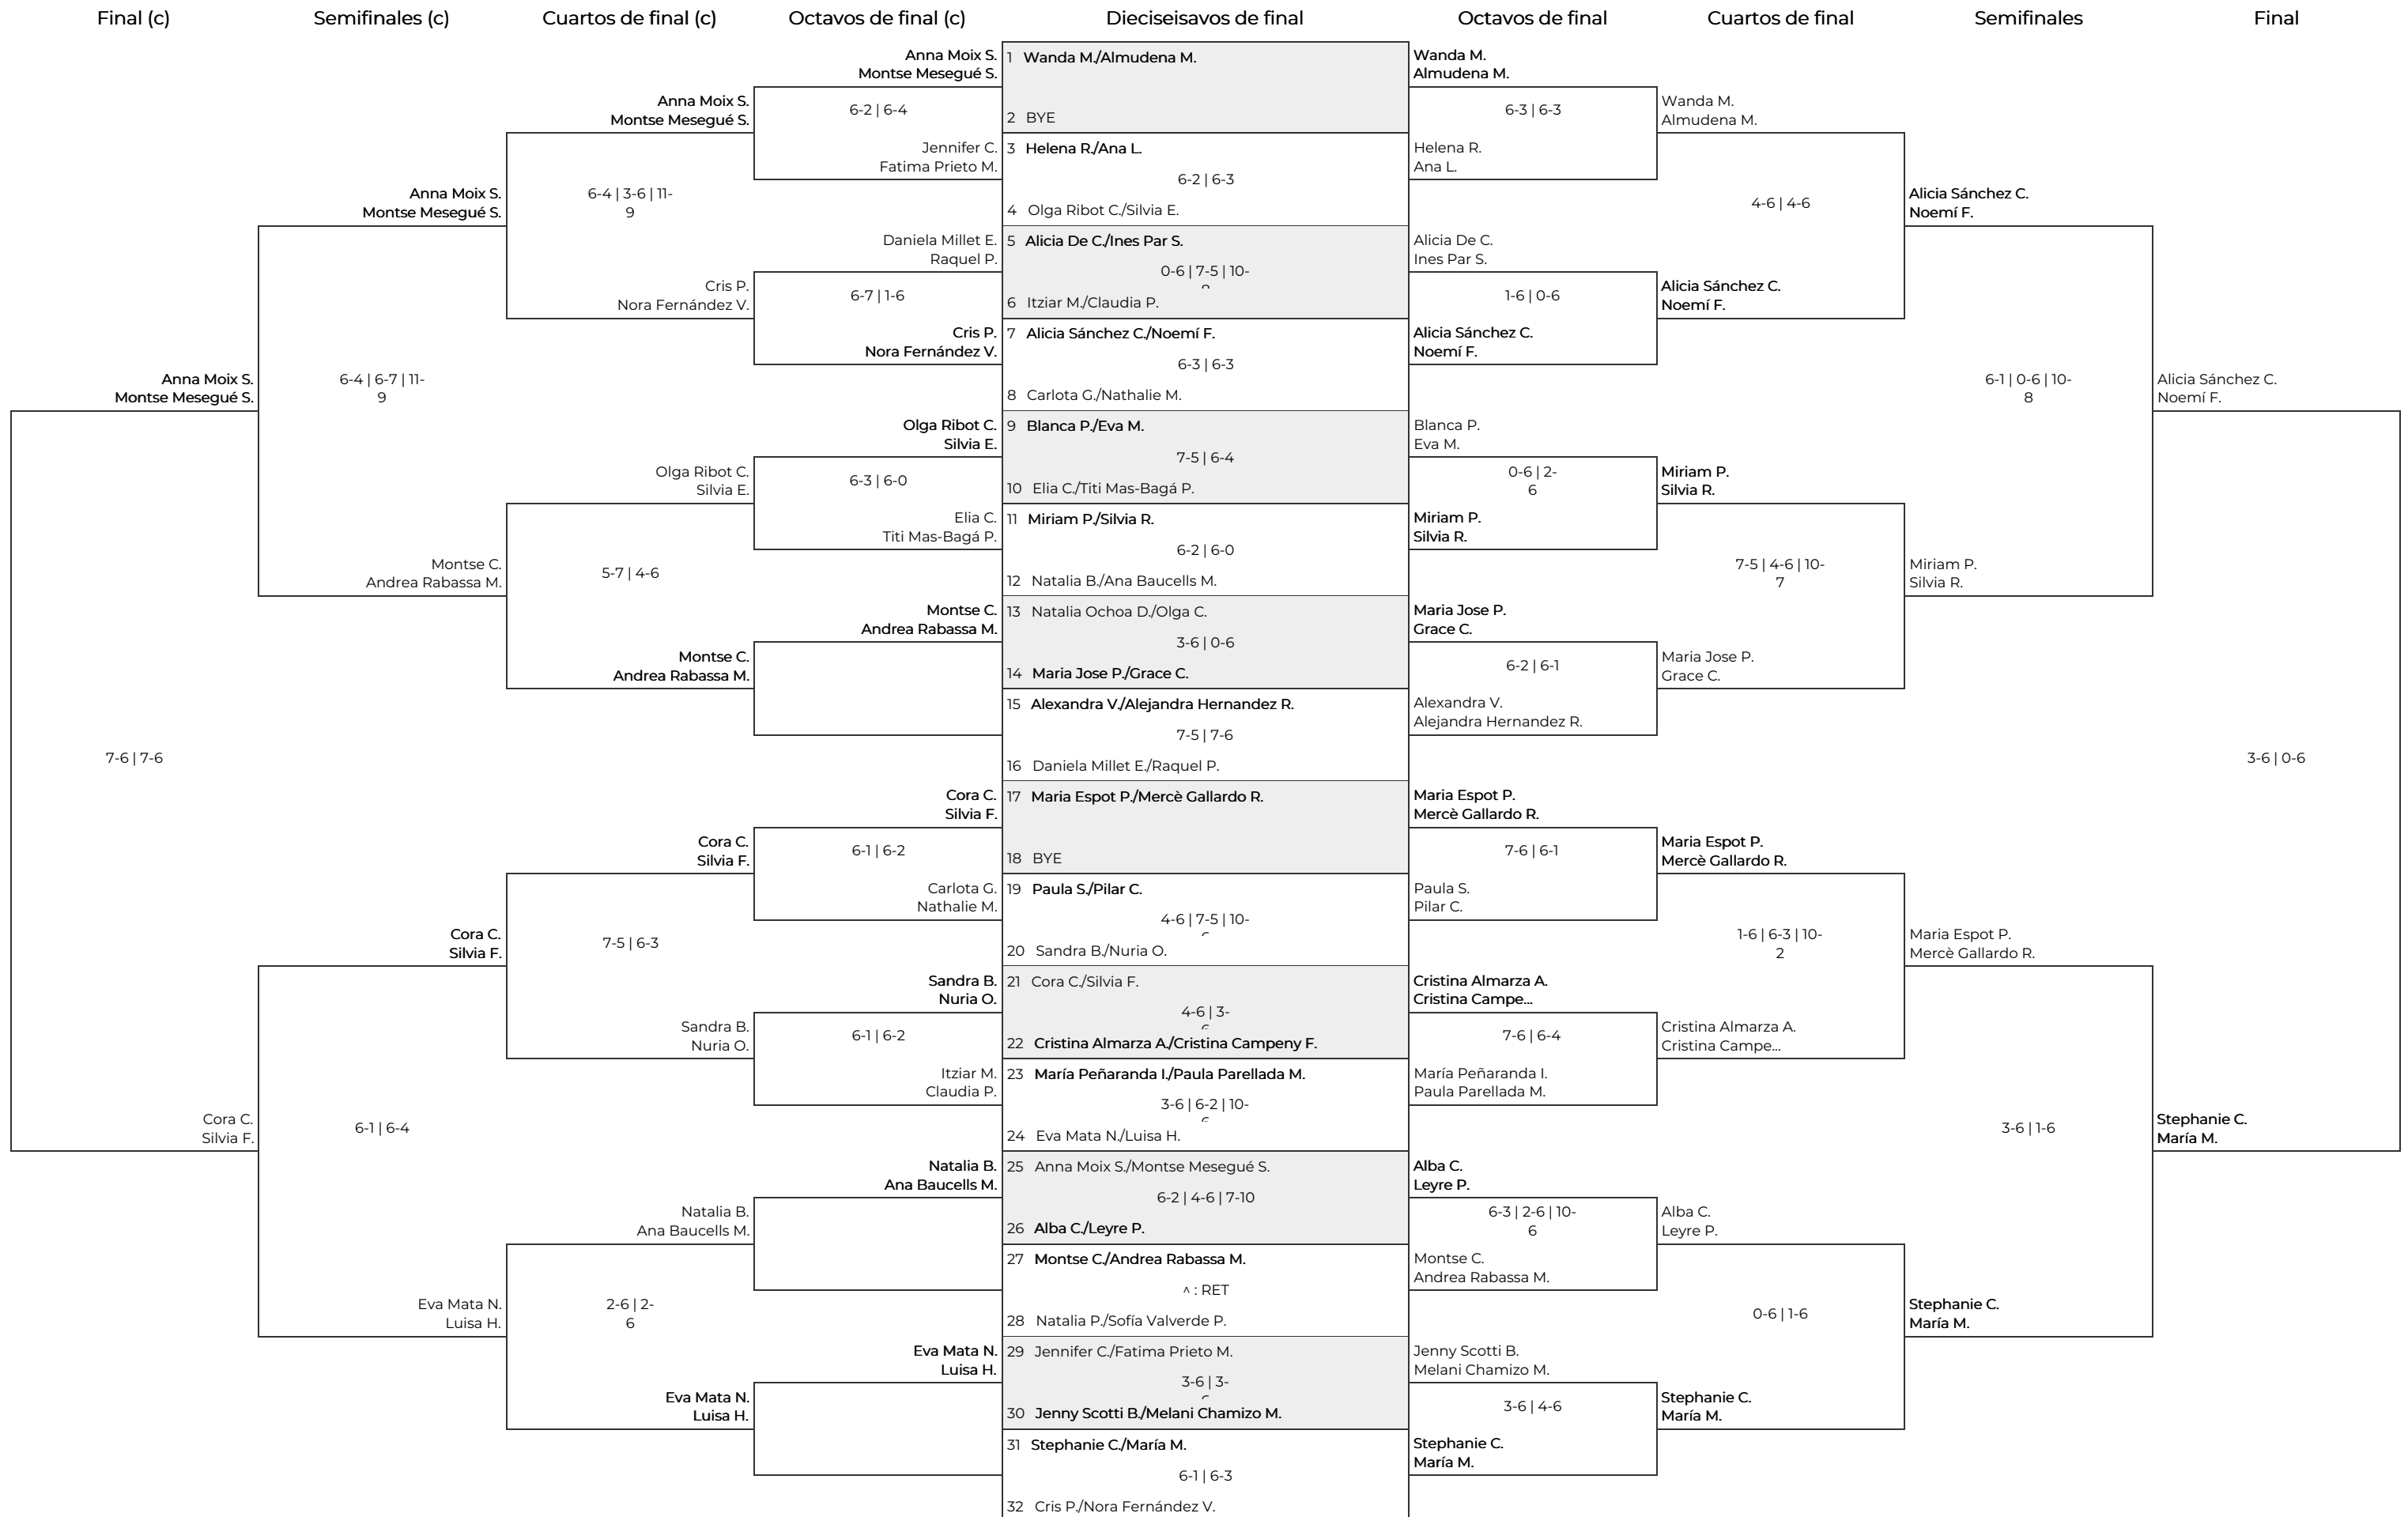 Final (c)
Semifinales (c)
Cuartos de final (c)
Octavos de final (c)
Dieciseisavos de final
Octavos de final
Cuartos de final
Semifinales
Final
Anna Moix S.
Montse Mesegué S.
7-6 | 7-6
Cora C.
Silvia F.
Anna Moix S.
Montse Mesegué S.
6-4 | 6-7 | 11-
9
Montse C.
Andrea Rabassa M.
Cora C.
Silvia F.
6-1 | 6-4
Eva Mata N.
Luisa H.
Anna Moix S.
Montse Mesegué S.
6-4 | 3-6 | 11-
9
Cris P.
Nora Fernández V.
Olga Ribot C.
Silvia E.
5-7 | 4-6
Montse C.
Andrea Rabassa M.
Cora C.
Silvia F.
7-5 | 6-3
Sandra B.
Nuria O.
Natalia B.
Ana Baucells M.
2-6 | 2-
6
Eva Mata N.
Luisa H.
Anna Moix S.
Montse Mesegué S.
6-2 | 6-4
Jennifer C.
Fatima Prieto M.
Daniela Millet E.
Raquel P.
6-7 | 1-6
Cris P.
Nora Fernández V.
Olga Ribot C.
Silvia E.
6-3 | 6-0
Elia C.
Titi Mas-Bagá P.
Montse C.
Andrea Rabassa M.
Cora C.
Silvia F.
6-1 | 6-2
Carlota G.
Nathalie M.
Sandra B.
Nuria O.
6-1 | 6-2
Itziar M.
Claudia P.
Natalia B.
Ana Baucells M.
Eva Mata N.
Luisa H.
1 Wanda M./Almudena M.
2 BYE
3 Helena R./Ana L.
6-2 | 6-3
4 Olga Ribot C./Silvia E.
5 Alicia De C./Ines Par S.
0-6 | 7-5 | 10-
6 Itziar M./Claudia P.
7 Alicia Sánchez C./Noemí F.
6-3 | 6-3
8 Carlota G./Nathalie M.
9 Blanca P./Eva M.
7-5 | 6-4
10 Elia C./Titi Mas-Bagá P.
11 Miriam P./Silvia R.
6-2 | 6-0
12 Natalia B./Ana Baucells M.
13 Natalia Ochoa D./Olga C.
3-6 | 0-6
14 Maria Jose P./Grace C.
15 Alexandra V./Alejandra Hernandez R.
7-5 | 7-6
16 Daniela Millet E./Raquel P.
17 Maria Espot P./Mercè Gallardo R.
18 BYE
19 Paula S./Pilar C.
4-6 | 7-5 | 10-
20 Sandra B./Nuria O.
21 Cora C./Silvia F.
4-6 | 3-
22 Cristina Almarza A./Cristina Campeny F.
23 María Peñaranda I./Paula Parellada M.
3-6 | 6-2 | 10-
24 Eva Mata N./Luisa H.
25 Anna Moix S./Montse Mesegué S.
6-2 | 4-6 | 7-10
26 Alba C./Leyre P.
27 Montse C./Andrea Rabassa M.
^ : RET
28 Natalia P./Sofía Valverde P.
29 Jennifer C./Fatima Prieto M.
3-6 | 3-
30 Jenny Scotti B./Melani Chamizo M.
31 Stephanie C./María M.
6-1 | 6-3
32 Cris P./Nora Fernández V.
Wanda M.
Almudena M.
6-3 | 6-3
Helena R.
Ana L.
Alicia De C.
Ines Par S.
1-6 | 0-6
Alicia Sánchez C.
Noemí F.
Blanca P.
Eva M.
0-6 | 2-
6
Miriam P.
Silvia R.
Maria Jose P.
Grace C.
6-2 | 6-1
Alexandra V.
Alejandra Hernandez R.
Maria Espot P.
Mercè Gallardo R.
7-6 | 6-1
Paula S.
Pilar C.
Cristina Almarza A.
Cristina Campe...
7-6 | 6-4
María Peñaranda I.
Paula Parellada M.
Alba C.
Leyre P.
6-3 | 2-6 | 10-
6
Montse C.
Andrea Rabassa M.
Jenny Scotti B.
Melani Chamizo M.
3-6 | 4-6
Stephanie C.
María M.
Wanda M.
Almudena M.
4-6 | 4-6
Alicia Sánchez C.
Noemí F.
Miriam P.
Silvia R.
7-5 | 4-6 | 10-
7
Maria Jose P.
Grace C.
Maria Espot P.
Mercè Gallardo R.
1-6 | 6-3 | 10-
2
Cristina Almarza A.
Cristina Campe...
Alba C.
Leyre P.
0-6 | 1-6
Stephanie C.
María M.
Alicia Sánchez C.
Noemí F.
6-1 | 0-6 | 10-
8
Miriam P.
Silvia R.
Maria Espot P.
Mercè Gallardo R.
3-6 | 1-6
Stephanie C.
María M.
Alicia Sánchez C.
Noemí F.
3-6 | 0-6
Stephanie C.
María M.